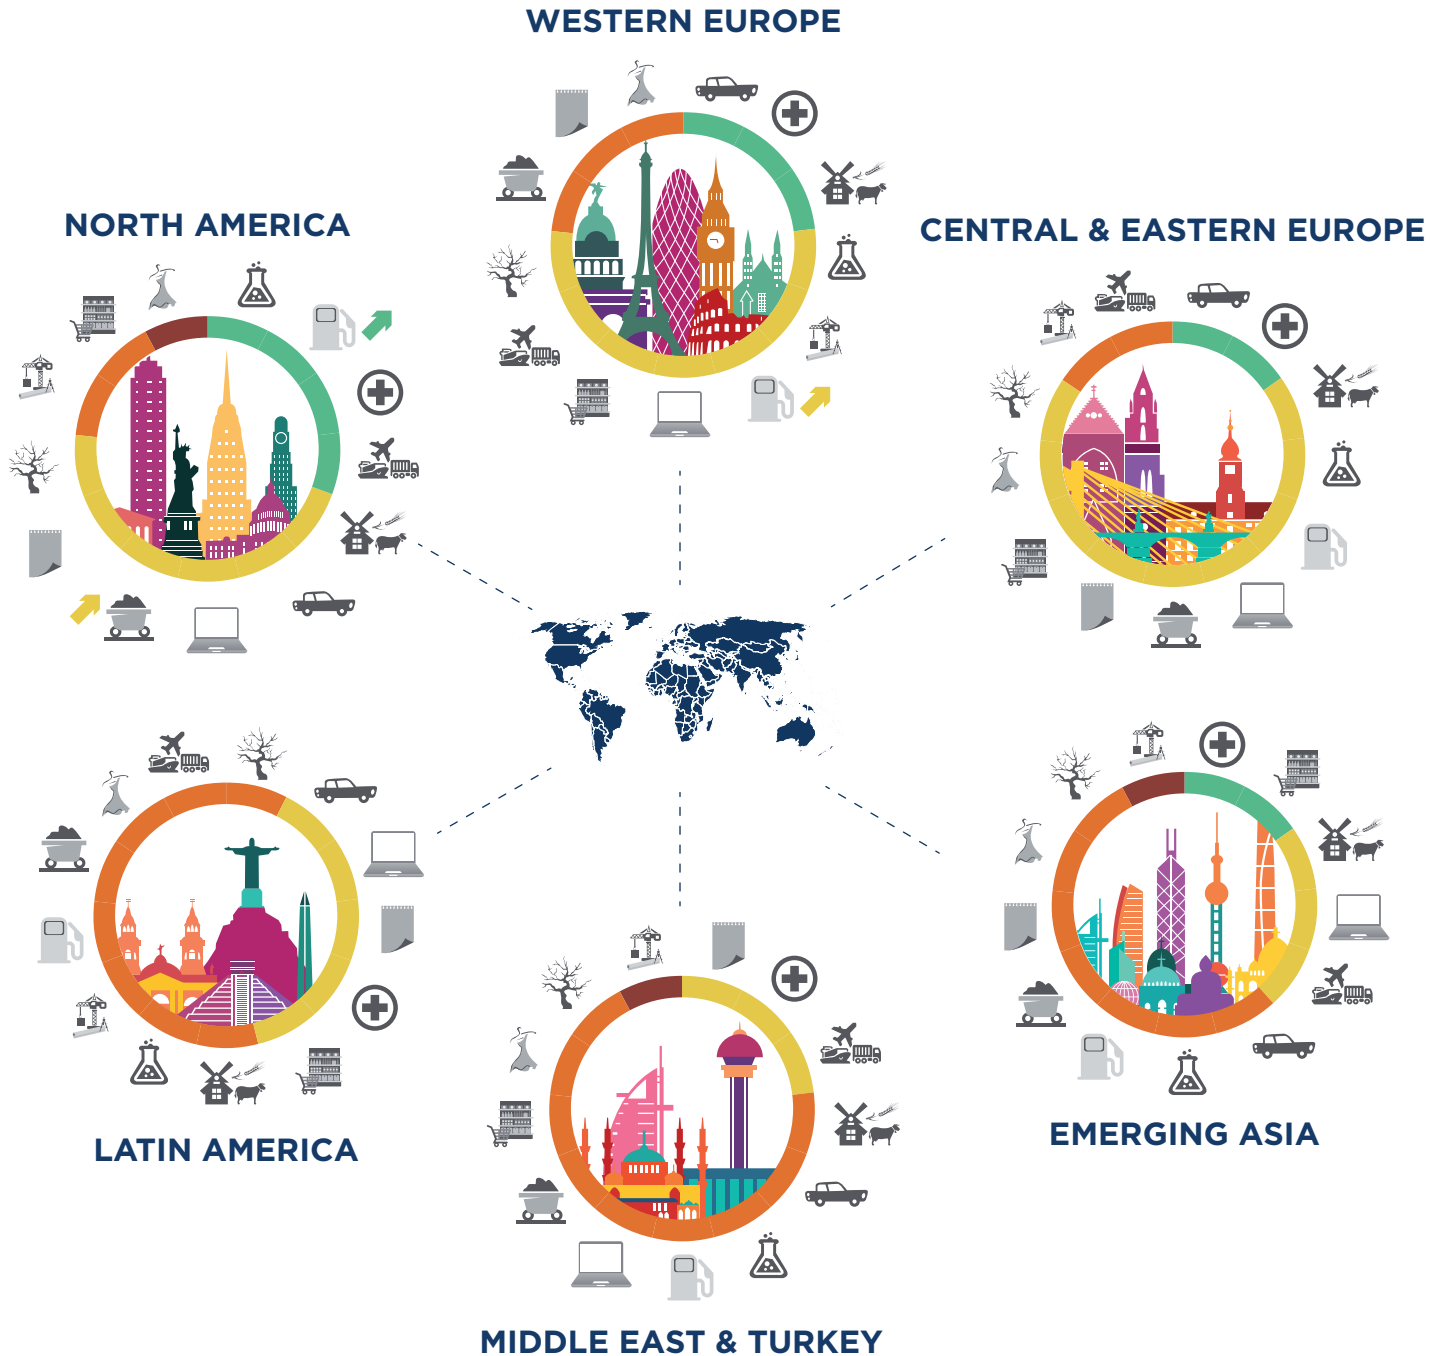 WESTERN EUROPE
NORTH AMERICA
CENTRAL & EASTERN EUROPE
LATIN AMERICA
EMERGING ASIA
MIDDLE EAST & TURKEY